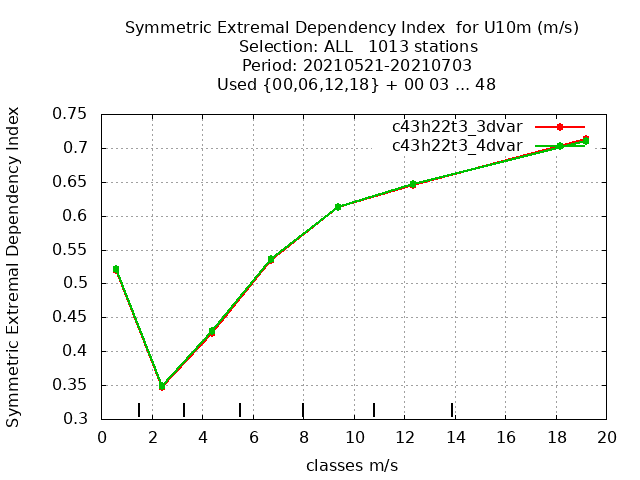 Symmetric Extremal Dependency Index  for U10m (m/s)
Selection: ALL   1013 stations
Period: 20210521-20210703
Used {00,06,12,18} + 00 03 ... 48
Symmetric Extremal Dependency Index
0.75
0.7
0.65
0.6
0.55
0.5
0.45
0.4
0.35
0.3
c43h22t3_3dvar
c43h22t3_4dvar
0 2 4 6 8 10 12 14 16 18 20
classes m/s